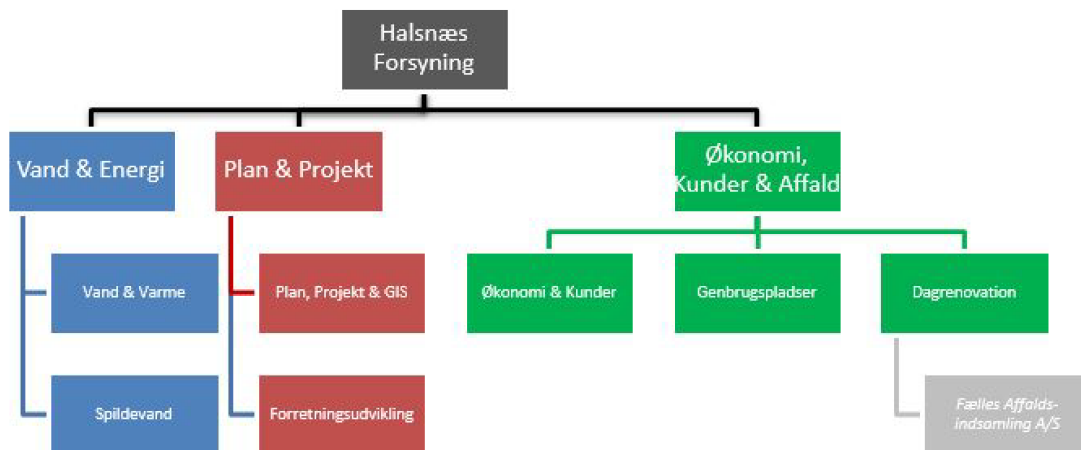 Halsnæs
Forsyning
Vand & Energi
Plan & Projekt
Økonomi,
Kunder & Affald
Vand & Varme
Plan, Projekt & GIS
Økonomi & Kunder
Genbrugspladser
Dagrenovation
Spildevand
Forretningsudvikling
Fælles Affalds-
indsamling A/S